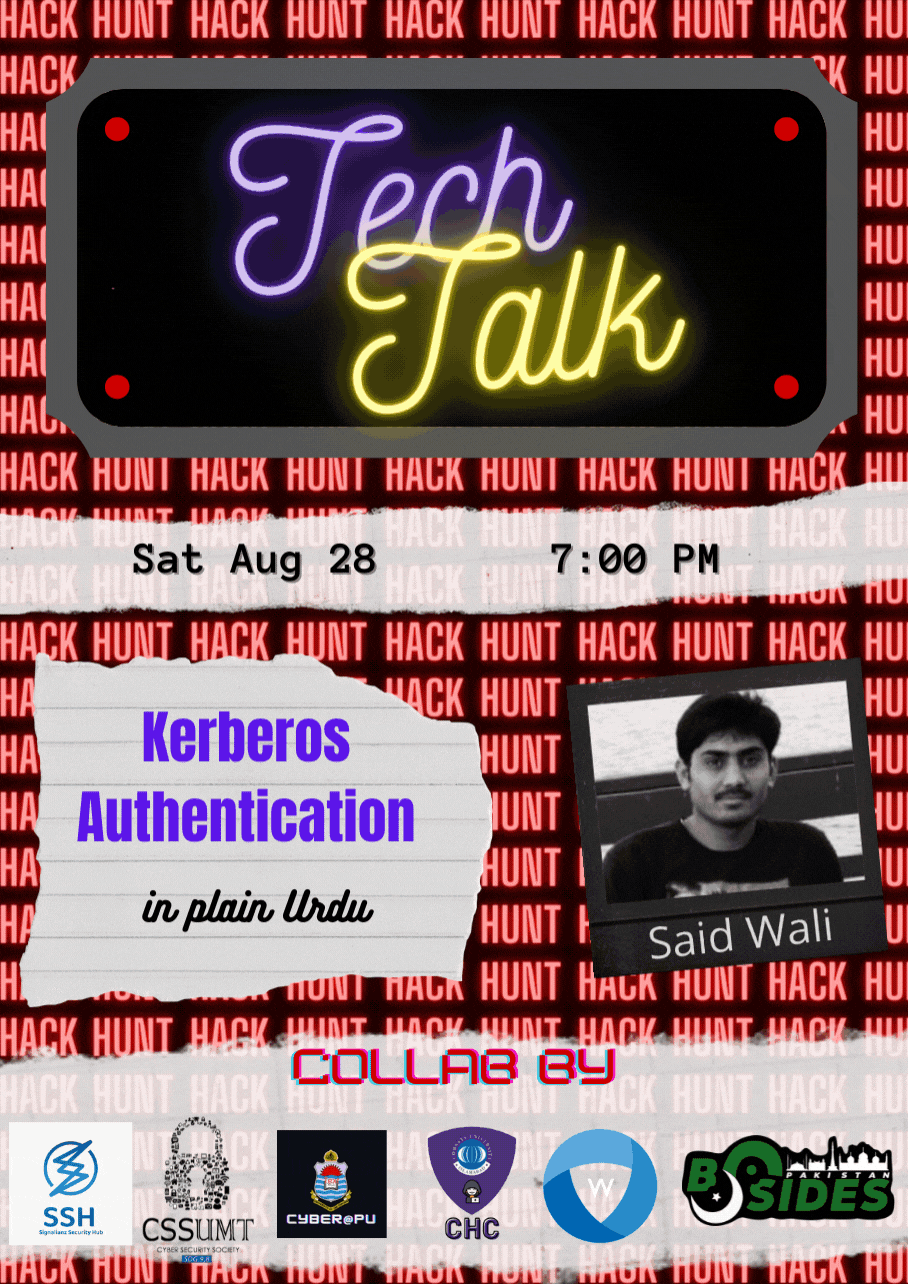 Tech
Talk
Sat Aug 28 7:00 PM
Kerberos
Authentication
in plain Urdu
Said Wali
COLLAB BY
SSH
Signalianz Security Hub
CSSUMT
CYBER SECURITY SOCIETY
CYBER@PU
CHC
W
BSIDES
PAKISTAN
HACK HUNT HACK HUNT HACK HUNT HACK HUNT HACK